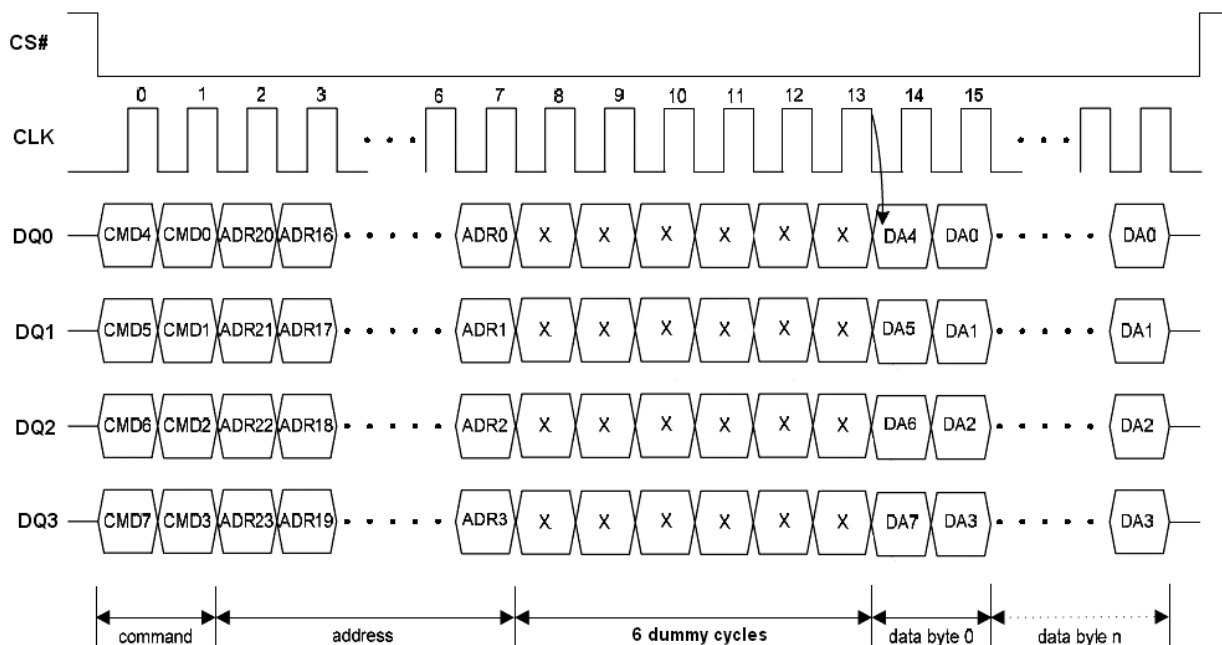 CS#
0 1 2 3 6 7 8 9 10 11 12 13 14 15
CLK
DQ0 CMD4 CMD0 ADR20 ADR16 ADR0 X X X X X X DA4 DA0 DA0
DQ1 CMD5 CMD1 ADR21 ADR17 ADR1 X X X X X X DA5 DA1 DA1
DQ2 CMD6 CMD2 ADR22 ADR18 ADR2 X X X X X X DA6 DA2 DA2
DQ3 CMD7 CMD3 ADR23 ADR19 ADR3 X X X X X X DA7 DA3 DA3
command address 6 dummy cycles data byte 0 data byle n